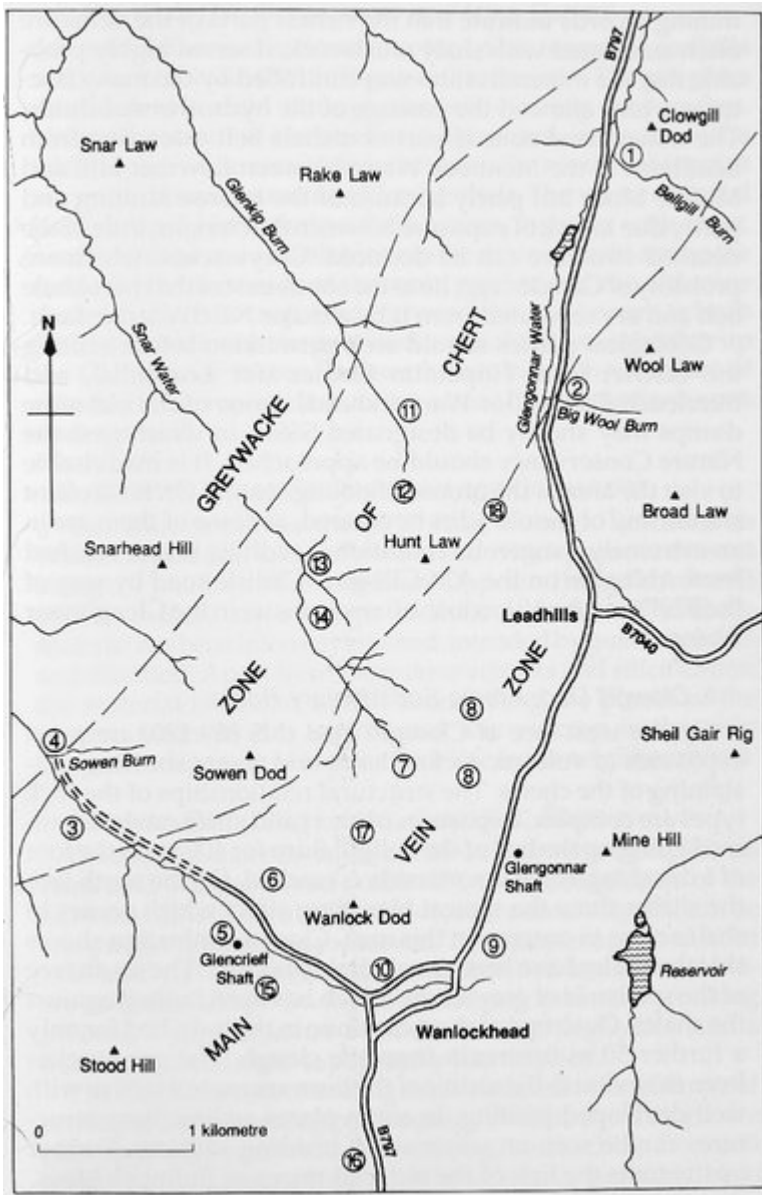 B797
Clowgill
Dod
①
Bellgill Burn
Snar Law
Rake Law
Glenkip Burn
Snar Water
N
CHERT
Glengonnar Water
Wool Law
②
Big Wool Burn
⑪
GREYWACKE
⑫
OF
⑱
Broad Law
Snarhead Hill
⑬
Hunt Law
⑭
Leadhills
B7040
ZONE
ZONE
④
Sowen Burn
Sowen Dod
⑧
⑦
⑧
Shell Gair Rig
③
⑰
VEIN
Mine Hill
Glengonnar
Shaft
⑥
Wanlock Dod
⑤
Glencrieff
Shaft
⑮
⑩
⑨
Reservoir
MAIN
Wanlockhead
Stood Hill
0
1 kilometre
B797
⑯